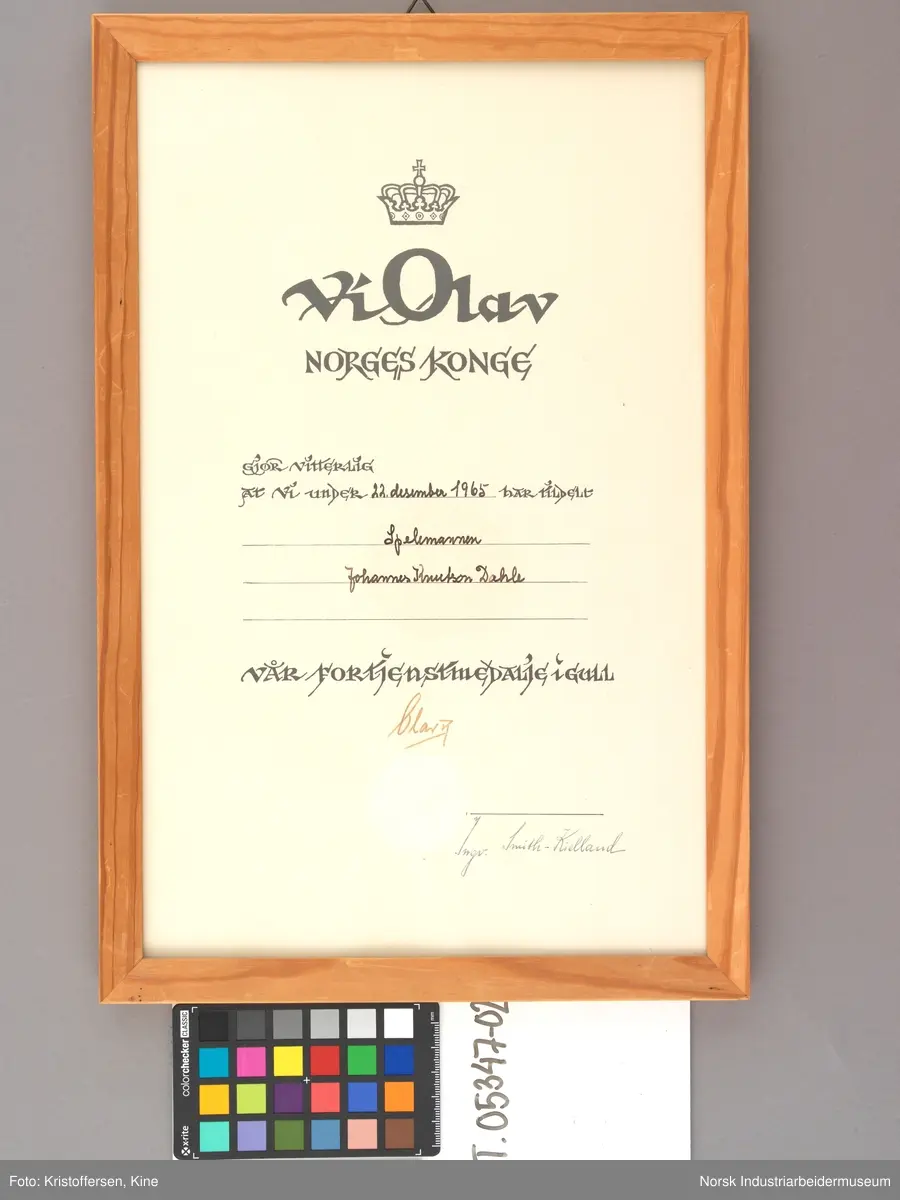 Vi Olav
NORGES KONGE
GJØR VITTERLIG
AT VI UNDER 22. desember 1965 HAR TILDELT
Spelemannen
Johannes Knutson Dahle
VÅR FORTJENSTMEDALJE I GULL
Olav R
Ingv. Smith-Kielland
colorchecker CLASSIC
x-rite
mm
T. 05347-02
Foto: Kristoffersen, Kine
Norsk Industriarbeidermuseum